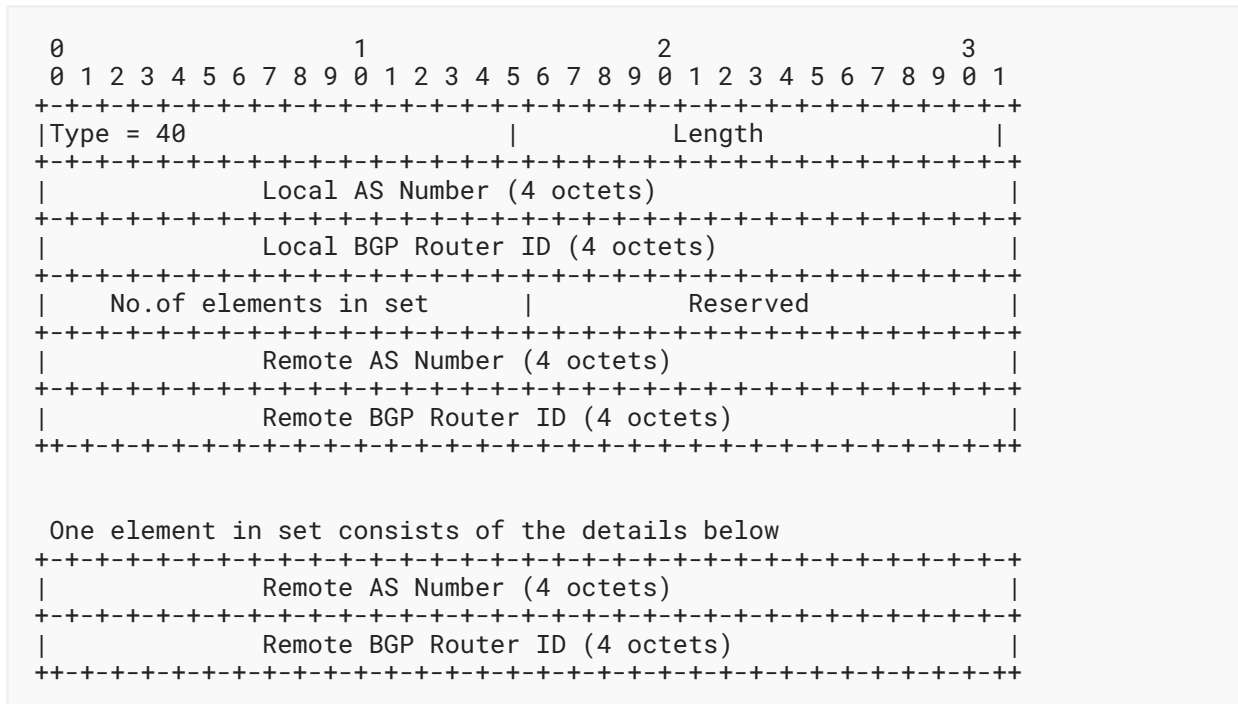 0                   1                   2                   3
 0 1 2 3 4 5 6 7 8 9 0 1 2 3 4 5 6 7 8 9 0 1 2 3 4 5 6 7 8 9 0 1
+-+-+-+-+-+-+-+-+-+-+-+-+-+-+-+-+-+-+-+-+-+-+-+-+-+-+-+-+-+-+-+-+
|Type = 40                     |          Length               |
+-+-+-+-+-+-+-+-+-+-+-+-+-+-+-+-+-+-+-+-+-+-+-+-+-+-+-+-+-+-+-+-+
|              Local AS Number (4 octets)                       |
+-+-+-+-+-+-+-+-+-+-+-+-+-+-+-+-+-+-+-+-+-+-+-+-+-+-+-+-+-+-+-+-+
|              Local BGP Router ID (4 octets)                   |
+-+-+-+-+-+-+-+-+-+-+-+-+-+-+-+-+-+-+-+-+-+-+-+-+-+-+-+-+-+-+-+-+
|    No.of elements in set      |          Reserved             |
+-+-+-+-+-+-+-+-+-+-+-+-+-+-+-+-+-+-+-+-+-+-+-+-+-+-+-+-+-+-+-+-+
|              Remote AS Number (4 octets)                      |
+-+-+-+-+-+-+-+-+-+-+-+-+-+-+-+-+-+-+-+-+-+-+-+-+-+-+-+-+-+-+-+-+
|              Remote BGP Router ID (4 octets)                  |
++-+-+-+-+-+-+-+-+-+-+-+-+-+-+-+-+-+-+-+-+-+-+-+-+-+-+-+-+-+-+-++
 One element in set consists of the details below
+-+-+-+-+-+-+-+-+-+-+-+-+-+-+-+-+-+-+-+-+-+-+-+-+-+-+-+-+-+-+-+-+
|              Remote AS Number (4 octets)                      |
+-+-+-+-+-+-+-+-+-+-+-+-+-+-+-+-+-+-+-+-+-+-+-+-+-+-+-+-+-+-+-+-+
|              Remote BGP Router ID (4 octets)                  |
++-+-+-+-+-+-+-+-+-+-+-+-+-+-+-+-+-+-+-+-+-+-+-+-+-+-+-+-+-+-+-++